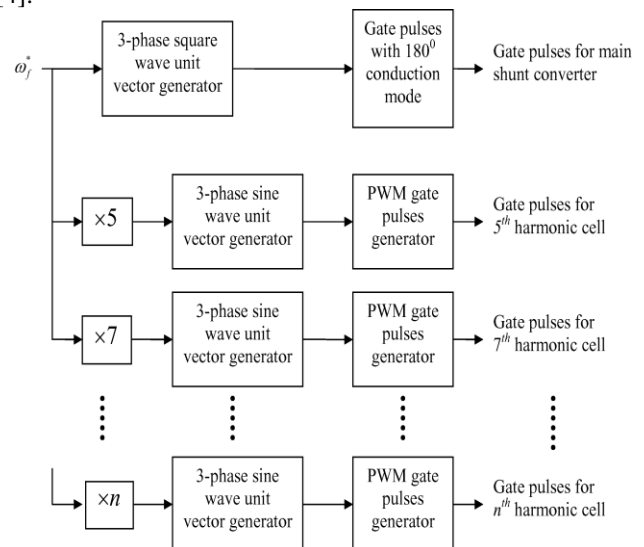 [4].
3-phase square
wave unit
vector generator
Gate pulses
with 180⁰
conduction
mode
Gate pulses for main
shunt converter
ω*f
×5
3-phase sine
wave unit
vector generator
PWM gate
pulses
generator
Gate pulses for
5th harmonic cell
×7
3-phase sine
wave unit
vector generator
PWM gate
pulses
generator
Gate pulses for
7th harmonic cell
×n
3-phase sine
wave unit
vector generator
PWM gate
pulses
generator
Gate pulses for
nth harmonic cell